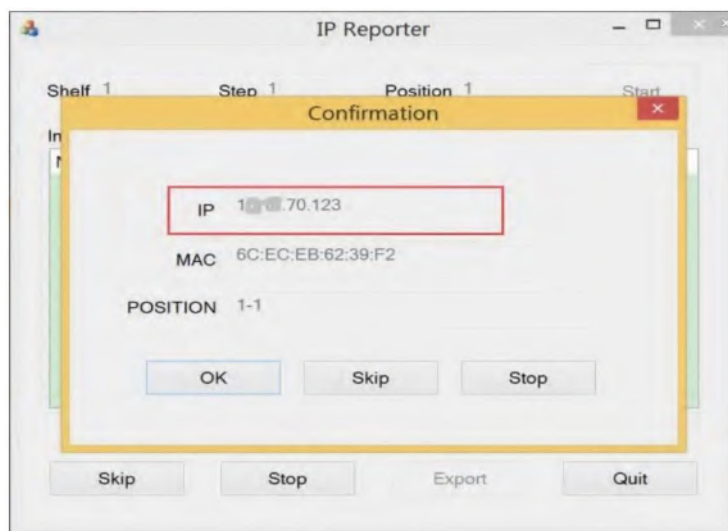 IP Reporter
Shelf 1 Step 1 Position 1 Start
Confirmation
IP .70.123
MAC 6C:EC:EB:62:39:F2
POSITION 1-1
OK Skip Stop
Skip Stop Export Quit